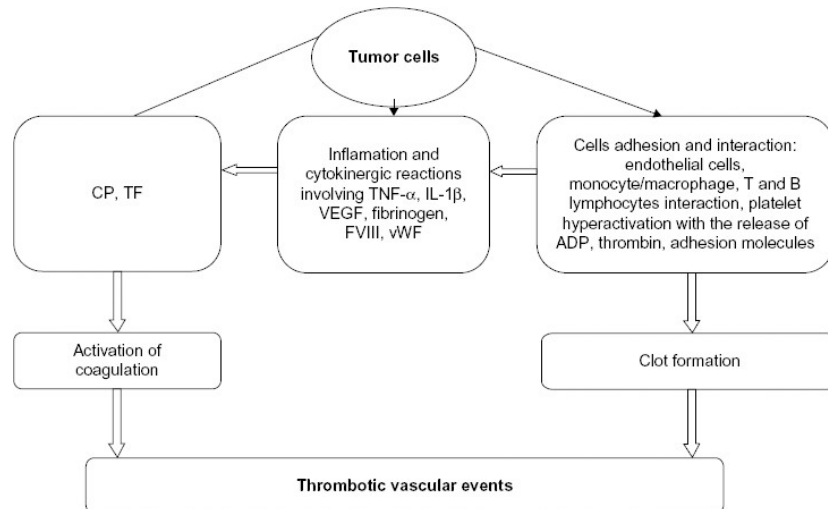 Tumor cells
CP, TF
Inflamation and
cytokinergic reactions
involving TNF-α, IL-1β,
VEGF, fibrinogen,
FVIII, vWF
Cells adhesion and interaction:
endothelial cells,
monocyte/macrophage, T and B
lymphocytes interaction, platelet
hyperactivation with the release of
ADP, thrombin, adhesion molecules
Activation of
coagulation
Clot formation
Thrombotic vascular events